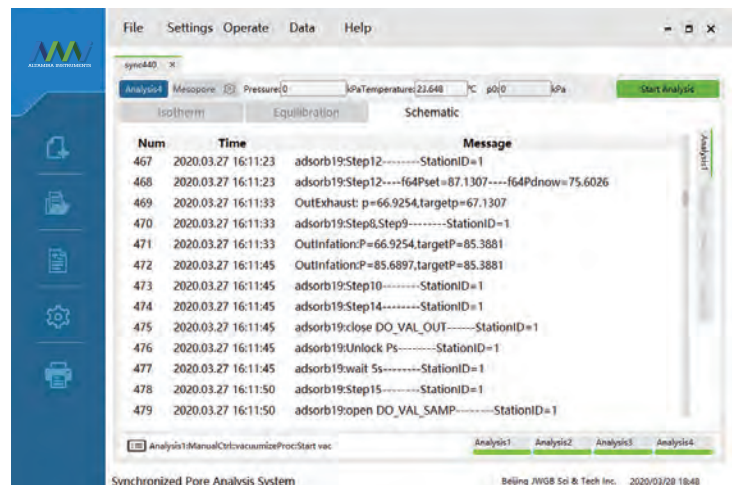 File Settings Operate Data Help
ALTAMIRA INSTRUMENTS
sync440 ×
Analysis4 Mesopore Pressure: 0 kPa Temperature: 23.648 ℃ p0: 0 kPa Start Analysis
Isotherm Equilibration Schematic
Num Time Message
467 2020.03.27 16:11:23 adsorb19:Step12--------StationID=1
468 2020.03.27 16:11:23 adsorb19:Step12----f64Pset=87.1307----f64Pdnow=75.6026
469 2020.03.27 16:11:33 OutExhaust: p=66.9254,targetp=67.1307
470 2020.03.27 16:11:33 adsorb19:Step8,Step9--------StationID=1
471 2020.03.27 16:11:33 OutInfation:P=66.9254,targetP=85.3881
472 2020.03.27 16:11:45 OutInfation:P=85.6897,targetP=85.3881
473 2020.03.27 16:11:45 adsorb19:Step10--------StationID=1
474 2020.03.27 16:11:45 adsorb19:Step14--------StationID=1
475 2020.03.27 16:11:45 adsorb19:close DO_VAL_OUT------StationID=1
476 2020.03.27 16:11:45 adsorb19:Unlock Ps--------StationID=1
477 2020.03.27 16:11:45 adsorb19:wait 5s--------StationID=1
478 2020.03.27 16:11:50 adsorb19:Step15--------StationID=1
479 2020.03.27 16:11:50 adsorb19:open DO_VAL_SAMP--------StationID=1
Analysis1
Analysis1:ManualCtrl:vacuumizeProc:Start vac Analysis1 Analysis2 Analysis3 Analysis4
Synchronized Pore Analysis System Beijing JWGB Sci & Tech Inc. 2020/03/28 18:48